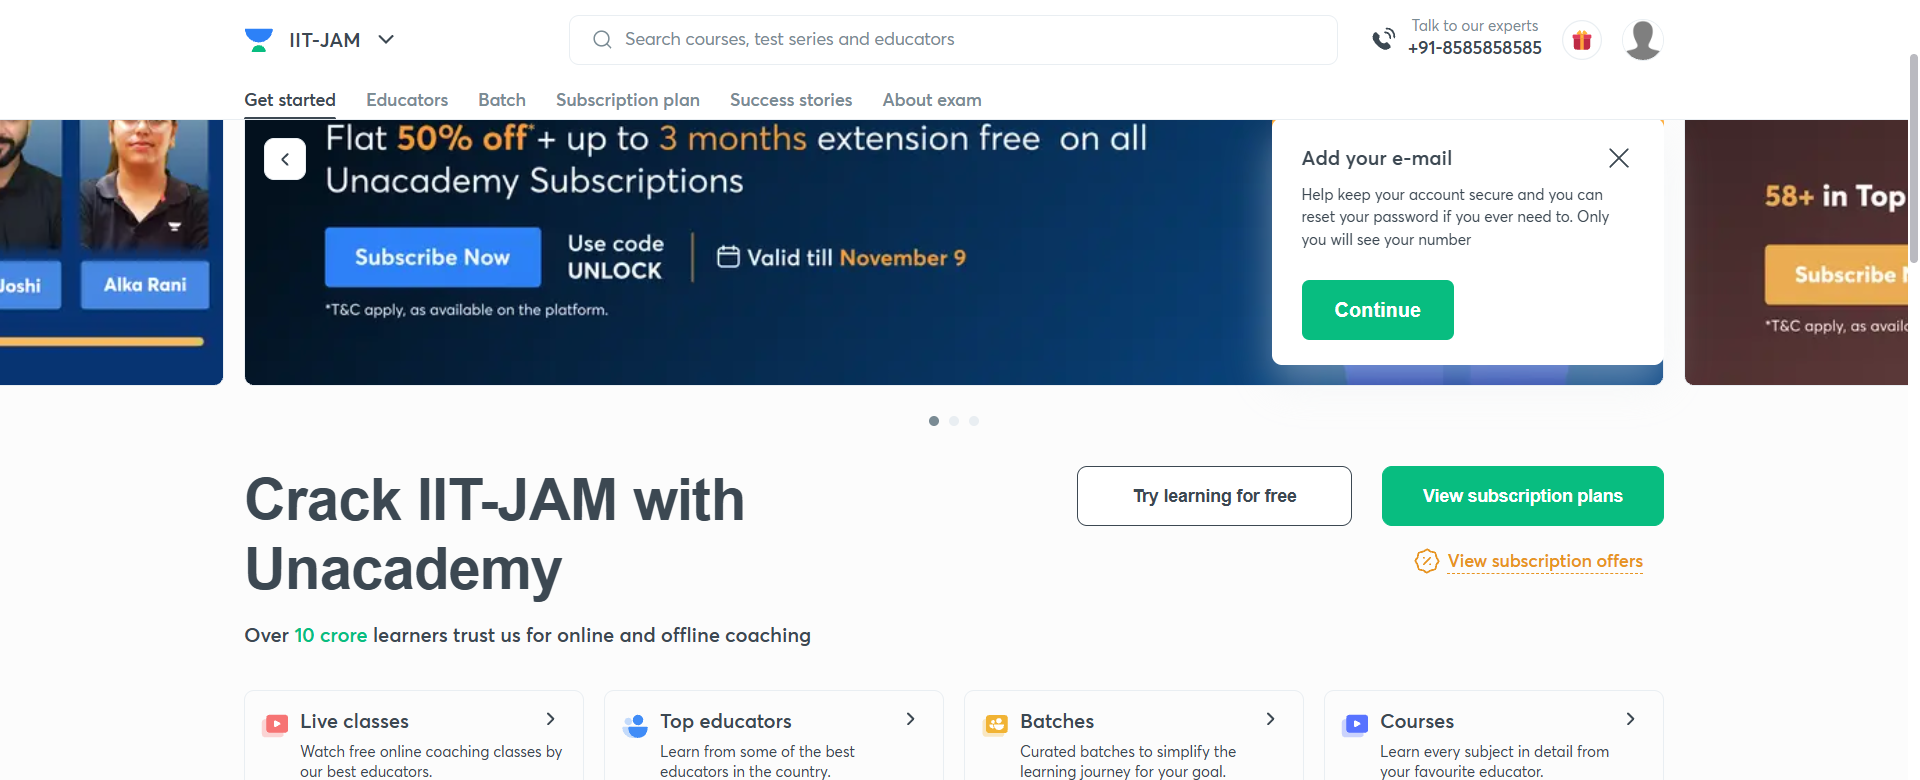 IIT-JAM
Search courses, test series and educators
Talk to our experts
+91-8585858585
Get started
Educators
Batch
Subscription plan
Success stories
About exam
Joshi
Alka Rani
Flat 50% off*+ up to 3 months extension free on all
Unacademy Subscriptions
Subscribe Now
Use code
UNLOCK
Valid till November 9
*T&C apply, as available on the platform.
Add your e-mail
Help keep your account secure and you can
reset your password if you ever need to. Only
you will see your number
Continue
58+ in Top
Subscribe
*T&C apply, as
Crack IIT-JAM with
Unacademy
Try learning for free
View subscription plans
View subscription offers
Over 10 crore learners trust us for online and offline coaching
Live classes
Watch free online coaching classes by
our best educators.
Top educators
Learn from some of the best
educators in the country.
Batches
Curated batches to simplify the
learning journey for your goal.
Courses
Learn every subject in detail from
your favourite educator.